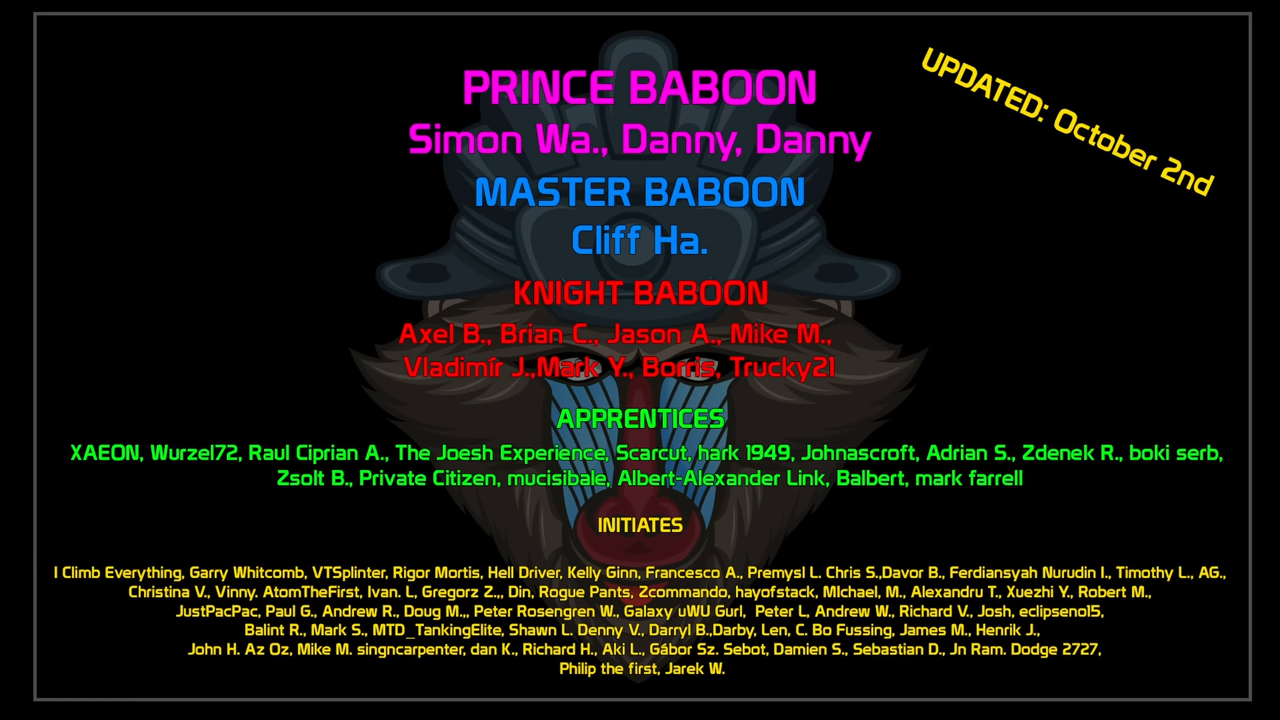 PRINCE BABOON
Simon Wa., Danny, Danny
UPDATED: October 2nd
MASTER BABOON
Cliff Ha.
KNIGHT BABOON
Axel B., Brian C., Jason A., Mike M.,
Vladimír J.,Mark Y., Borris, Trucky21
APPRENTICES
XAEON, Wurzel72, Raul Ciprian A., The Joesh Experience, Scarcut, hark 1949, Johnascroft, Adrian S., Zdenek R., boki serb,
Zsolt B., Private Citizen, mucisibale, Albert-Alexander Link, Balbert, mark farrell
INITIATES
I Climb Everything, Garry Whitcomb, VTSplinter, Rigor Mortis, Hell Driver, Kelly Ginn, Francesco A., Premysl L. Chris S.,Davor B., Ferdiansyah Nurudin I., Timothy L., AG.,
Christina V., Vinny. AtomTheFirst, Ivan. L, Gregorz Z.,, Din, Rogue Pants, Zcommando, hayofstack, MIchael, M., Alexandru T., Xuezhi Y., Robert M.,
JustPacPac, Paul G., Andrew R., Doug M.,, Peter Rosengren W., Galaxy uWU Gurl,  Peter L, Andrew W., Richard V., Josh, eclipseno15,
Balint R., Mark S., MTD_TankingElite, Shawn L. Denny V., Darryl B.,Darby, Len, C. Bo Fussing, James M., Henrik J.,
John H. Az Oz, Mike M. singncarpenter, dan K., Richard H., Aki L., Gábor Sz. Sebot, Damien S., Sebastian D., Jn Ram. Dodge 2727,
Philip the first, Jarek W.